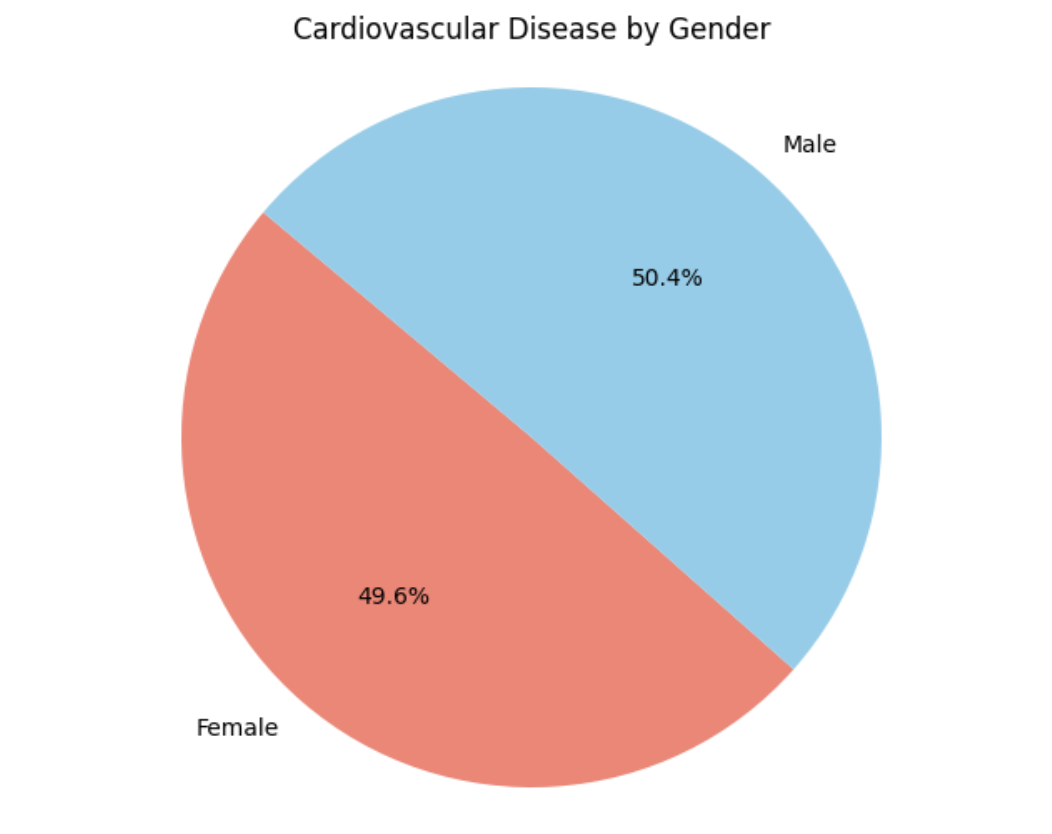 Cardiovascular Disease by Gender
Male
50.4%
49.6%
Female